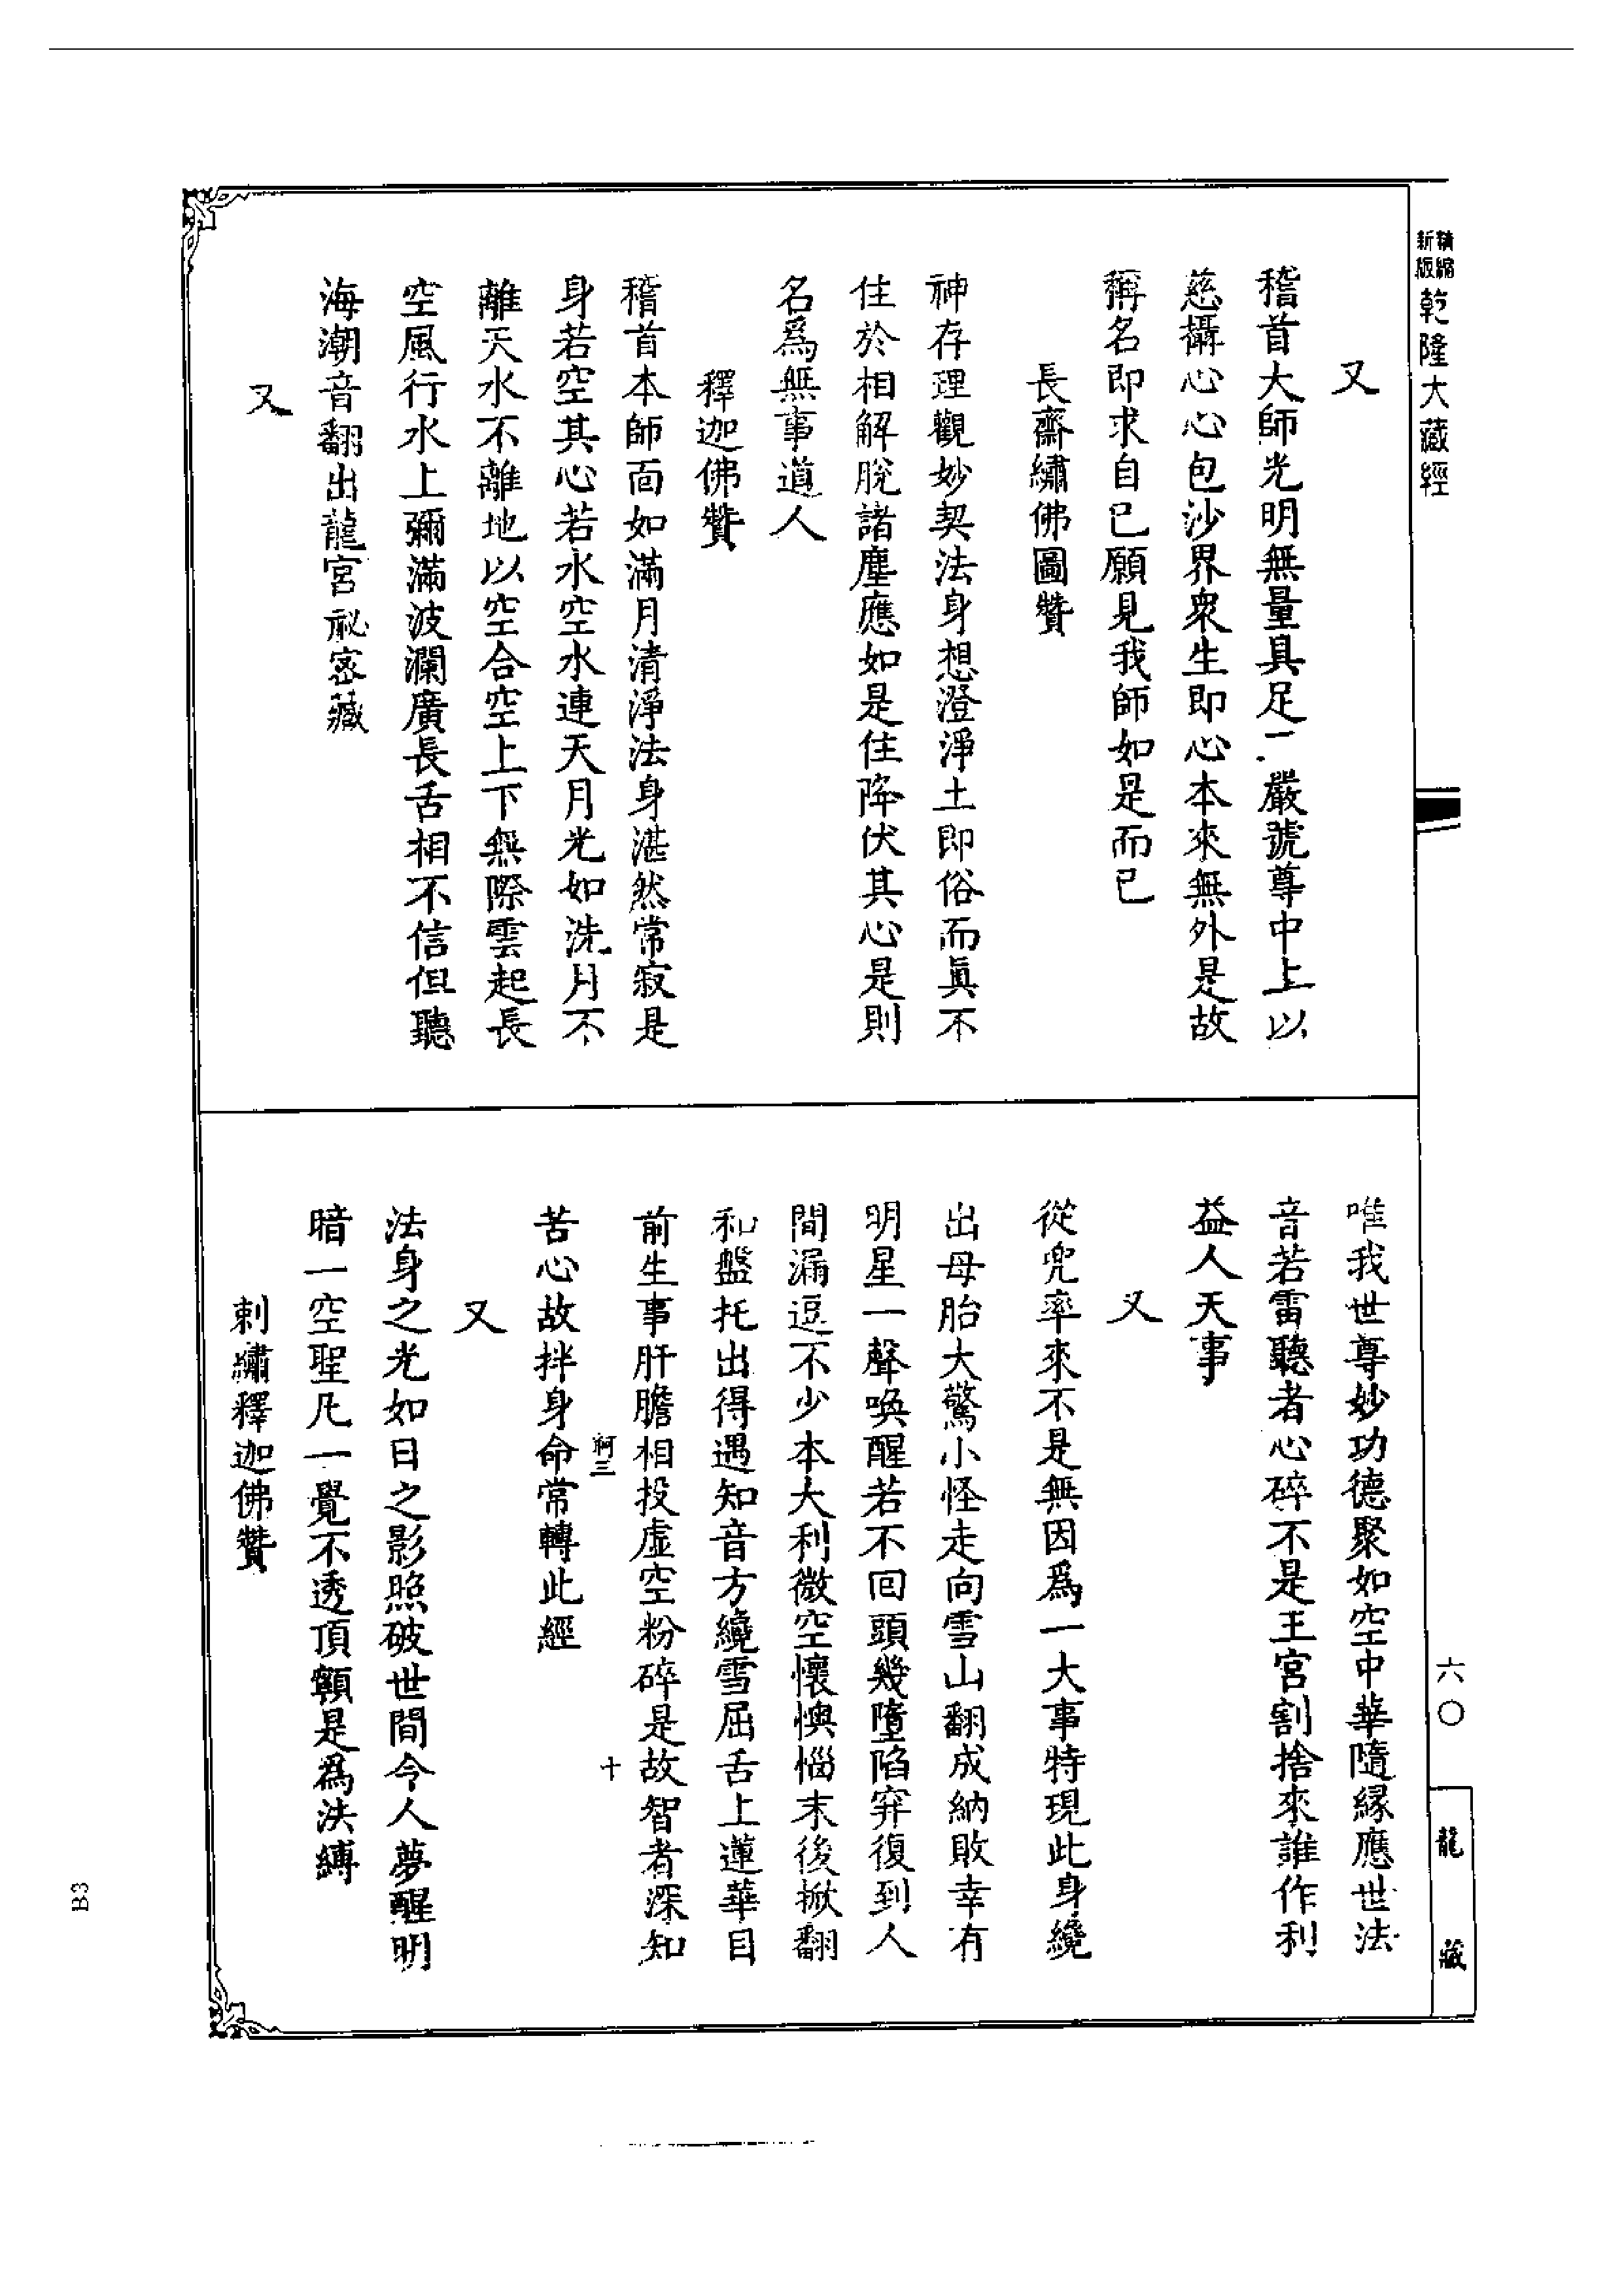 精縮
新版
乾隆大藏經
又
稽首大師光明無量具足二嚴號尊中上以
慈攝心心包沙界衆生即心本來無外是故
稱名即求自已願見我師如是而已
長齋繡佛圖贊
神存理觀妙契法身想澄淨土即俗而眞不
住於相解脫諸塵應如是住降伏其心是則
名爲無事道人
釋迦佛贊
稽首本師面如滿月清淨法身湛然常寂是
身若空其心若水空水連天月光如洗月不
離天水不離地以空合空上下無際雲起長
空風行水上彌滿波瀾廣長舌相不信但聽
海潮音翻出龍宮祕密藏
又
唯我世尊妙功德聚如空中華隨緣應世法
音若雷聽者心碎不是王宮割捨來誰作利
益人天事
又
從兜率來不是無因爲一大事特現此身纔
出母胎大驚小怪走向雪山翻成納敗幸有
明星一聲喚醒若不回頭幾墮陷穽復到人
間漏逗不少本大利微空懷懊惱末後掀翻
和盤托出得遇知音方纔雪屈舌上蓮華目
前生事肝膽相投虛空粉碎是故智者深知
苦心故拌身命常轉此經
又
法身之光如日之影照破世間令人夢醒明
暗一空聖凡一覺不透頂𩕳是爲法縛
刺繡釋迦佛贊
軻三
十
六〇
龍藏
B3